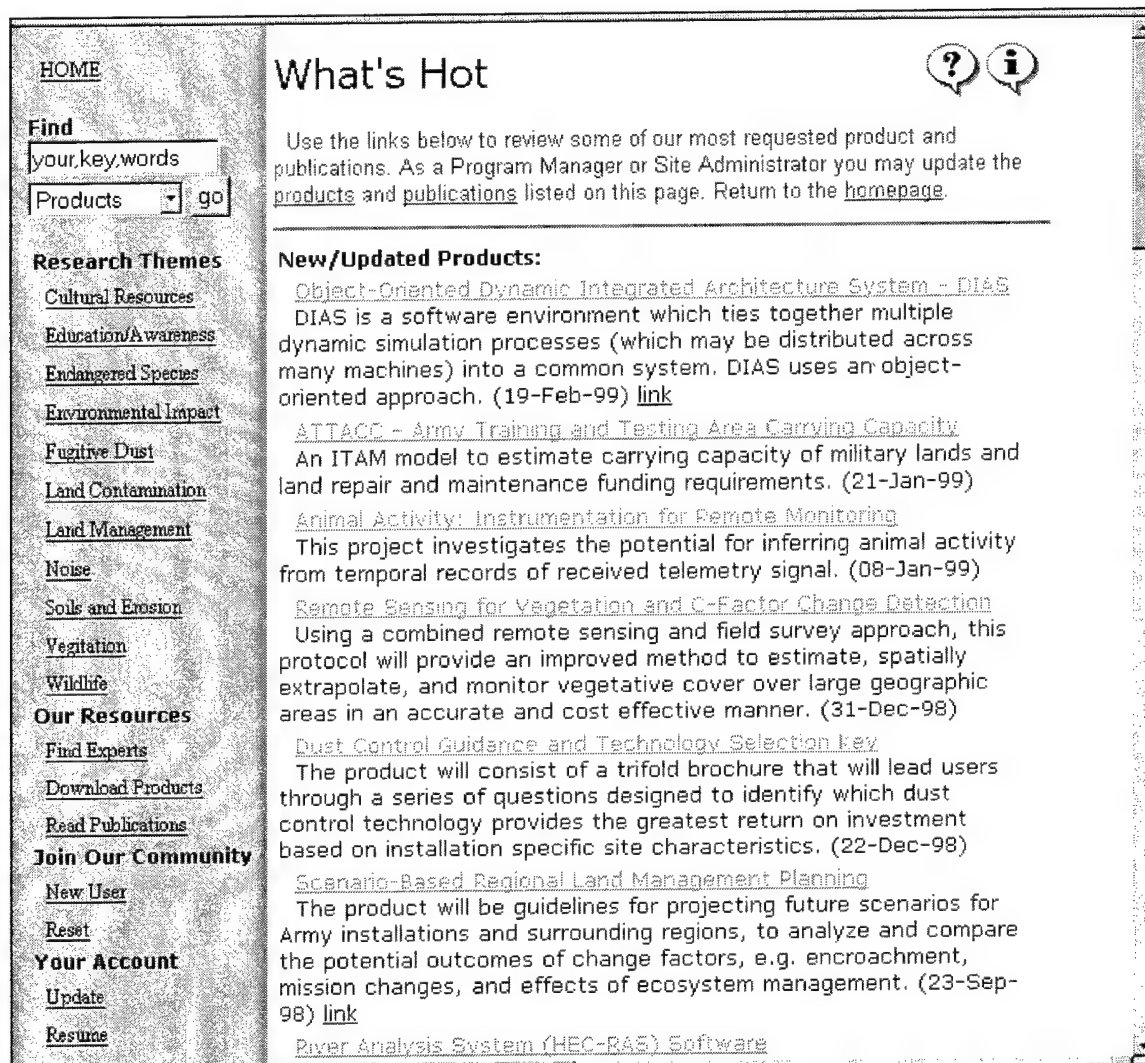 HOME
Find
your,key,words
Products
go
Research Themes
Cultural Resources
Education/Awareness
Endangered Species
Environmental Impact
Fugitive Dust
Land Contamination
Land Management
Noise
Soils and Erosion
Vegitation
Wildlife
Our Resources
Find Experts
Download Products
Read Publications
Join Our Community
New User
Reset
Your Account
Update
Resume
What's Hot
? i
Use the links below to review some of our most requested product and
publications. As a Program Manager or Site Administrator you may update the
products and publications listed on this page. Return to the homepage.
New/Updated Products:
Object-Oriented Dynamic Integrated Architecture System - DIAS
DIAS is a software environment which ties together multiple
dynamic simulation processes (which may be distributed across
many machines) into a common system. DIAS uses an object-
oriented approach. (19-Feb-99) link
ATTACC - Army Training and Testing Area Carrying Capacity
An ITAM model to estimate carrying capacity of military lands and
land repair and maintenance funding requirements. (21-Jan-99)
Animal Activity: Instrumentation for Remote Monitoring
This project investigates the potential for inferring animal activity
from temporal records of received telemetry signal. (08-Jan-99)
Remote Sensing for Vegetation and C-Factor Change Detection
Using a combined remote sensing and field survey approach, this
protocol will provide an improved method to estimate, spatially
extrapolate, and monitor vegetative cover over large geographic
areas in an accurate and cost effective manner. (31-Dec-98)
Dust Control Guidance and Technology Selection Key
The product will consist of a trifold brochure that will lead users
through a series of questions designed to identify which dust
control technology provides the greatest return on investment
based on installation specific site characteristics. (22-Dec-98)
Scenario-Based Regional Land Management Planning
The product will be guidelines for projecting future scenarios for
Army installations and surrounding regions, to analyze and compare
the potential outcomes of change factors, e.g. encroachment,
mission changes, and effects of ecosystem management. (23-Sep-
98) link
River Analysis System (HEC-RAS) Software